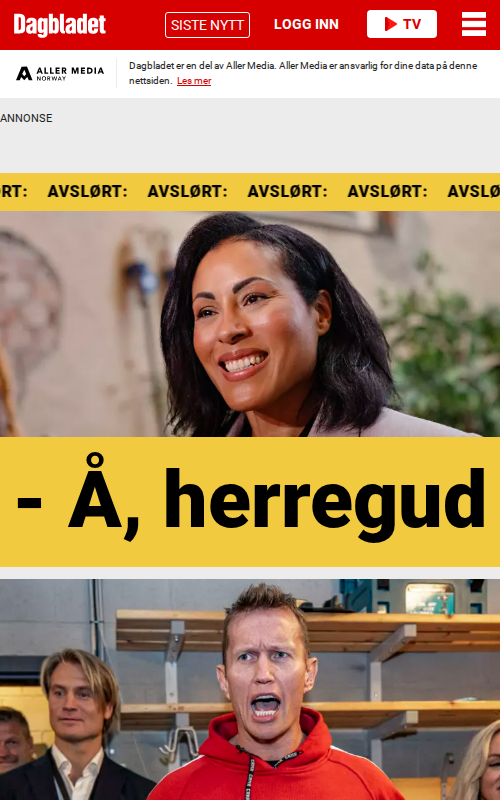 Dagbladet
SISTE NYTT
LOGG INN
TV
ALLER MEDIA
NORWAY
Dagbladet er en del av Aller Media. Aller Media er ansvarlig for dine data på denne
nettsiden. Les mer
ANNONSE
RT: AVSLØRT: AVSLØRT: AVSLØRT: AVSLØRT: AVSLØ
- Å, herregud